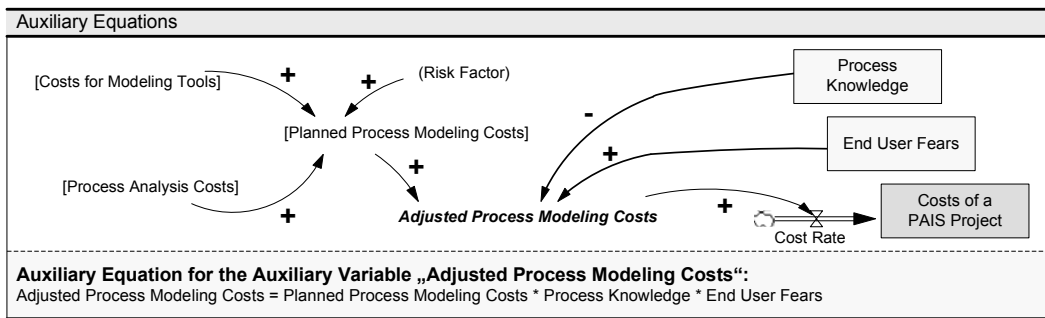 Auxiliary Equations
[Costs for Modeling Tools]
+
+
(Risk Factor)
Process
Knowledge
-
[Planned Process Modeling Costs]
+
+
End User Fears
[Process Analysis Costs]
+
Adjusted Process Modeling Costs
+
Costs of a
PAIS Project
Cost Rate
Auxiliary Equation for the Auxiliary Variable „Adjusted Process Modeling Costs“:
Adjusted Process Modeling Costs = Planned Process Modeling Costs * Process Knowledge * End User Fears